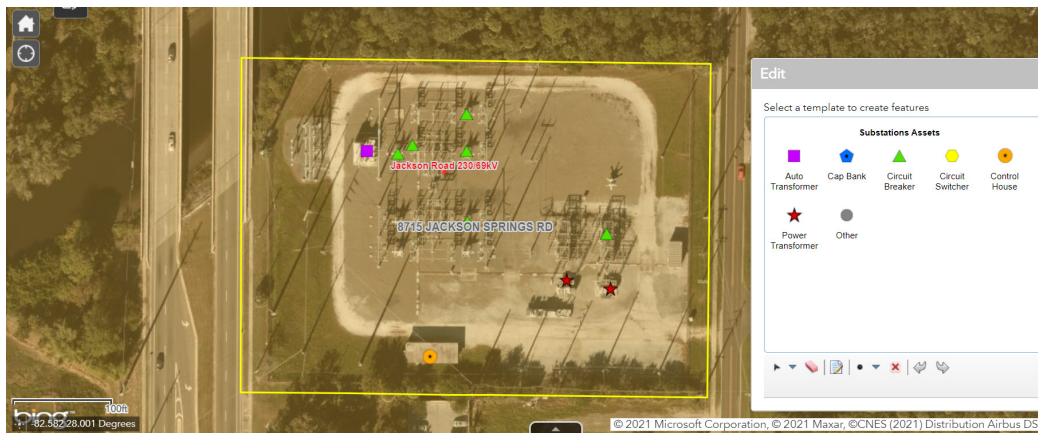 Edit
Select a template to create features
Substations Assets
Auto Transformer
Cap Bank
Circuit Breaker
Circuit Switcher
Control House
Power Transformer
Other
Jackson Road 230.69kV
8715 JACKSON SPRINGS RD
100ft
bing
-82.582 28.001 Degrees
© 2021 Microsoft Corporation, © 2021 Maxar, ©CNES (2021) Distribution Airbus DS